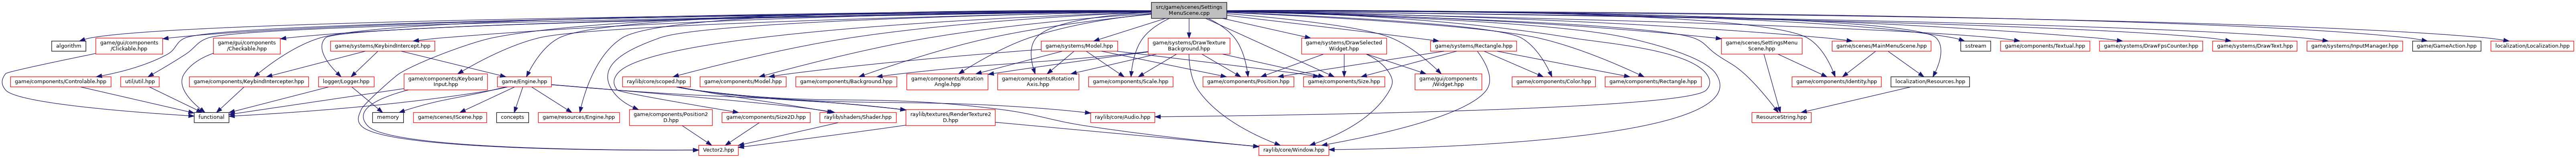 src/game/scenes/Settings
MenuScene.cpp
algorithm
game/gui/components
/Clickable.hpp
game/gui/components
/Checkable.hpp
game/systems/KeybindIntercept.hpp
game/systems/Model.hpp
game/systems/DrawTexture
Background.hpp
game/systems/DrawSelected
Widget.hpp
game/systems/Rectangle.hpp
game/scenes/SettingsMenu
Scene.hpp
game/scenes/MainMenuScene.hpp
sstream
game/components/Textual.hpp
game/systems/DrawFpsCounter.hpp
game/systems/DrawText.hpp
game/systems/InputManager.hpp
game/GameAction.hpp
localization/Localization.hpp
game/components/Controllable.hpp
util/util.hpp
game/components/KeybindIntercepter.hpp
logger/Logger.hpp
game/components/Keyboard
Input.hpp
game/Engine.hpp
raylib/core/scoped.hpp
game/components/Model.hpp
game/components/Background.hpp
game/components/Rotation
Angle.hpp
game/components/Rotation
Axis.hpp
game/components/Scale.hpp
game/components/Position.hpp
game/components/Size.hpp
game/gui/components
/Widget.hpp
game/components/Color.hpp
game/components/Rectangle.hpp
game/components/Identity.hpp
localization/Resources.hpp
functional
memory
game/scenes/IScene.hpp
concepts
game/resources/Engine.hpp
game/components/Position2
D.hpp
game/components/Size2D.hpp
raylib/shaders/Shader.hpp
raylib/textures/RenderTexture2
D.hpp
raylib/core/Audio.hpp
ResourceString.hpp
Vector2.hpp
raylib/core/Window.hpp